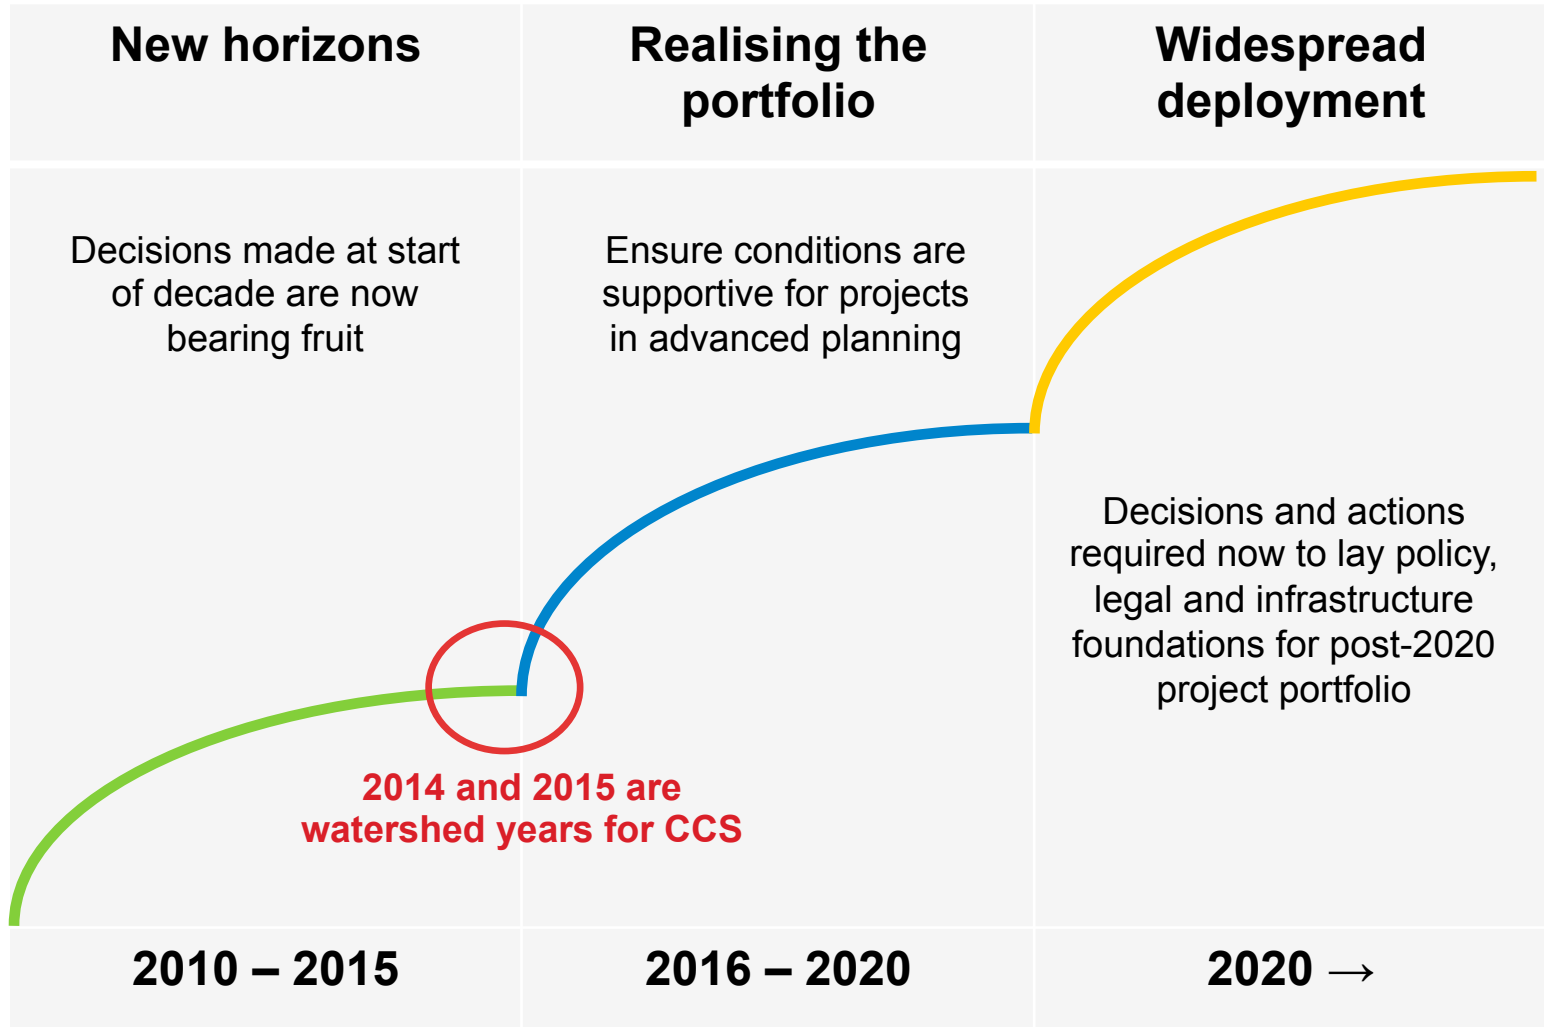 New horizons
Realising the
portfolio
Widespread
deployment
Decisions made at start
of decade are now
bearing fruit
Ensure conditions are
supportive for projects
in advanced planning
Decisions and actions
required now to lay policy,
legal and infrastructure
foundations for post-2020
project portfolio
2014 and 2015 are
watershed years for CCS
2010 – 2015
2016 – 2020
2020 →